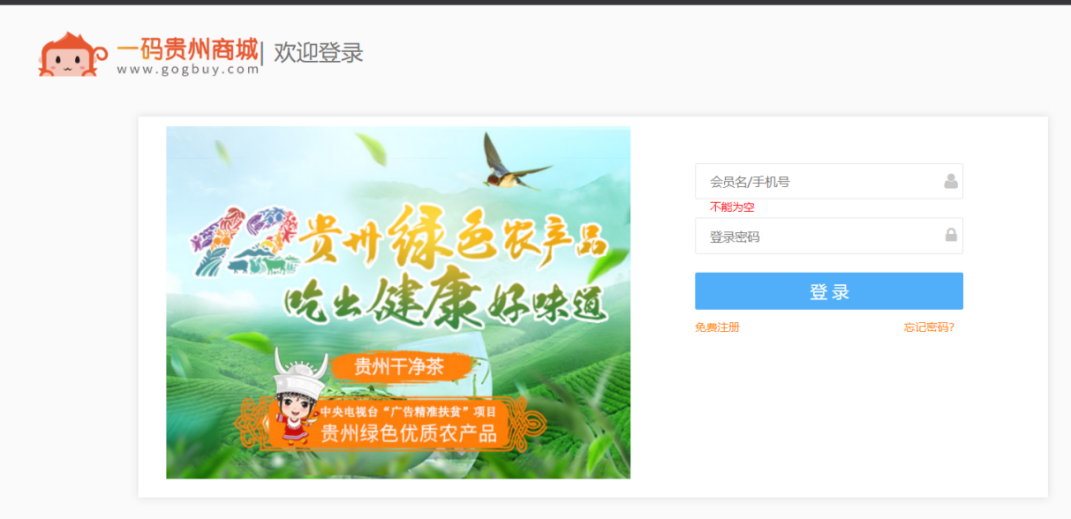 一码贵州商城
www.gogbuy.com
| 欢迎登录
12贵州绿色农产品
吃出健康好味道
贵州干净茶
中央电视台“广告精准扶贫”项目
贵州绿色优质农产品
会员名/手机号
不能为空
登录密码
登 录
免费注册
忘记密码?